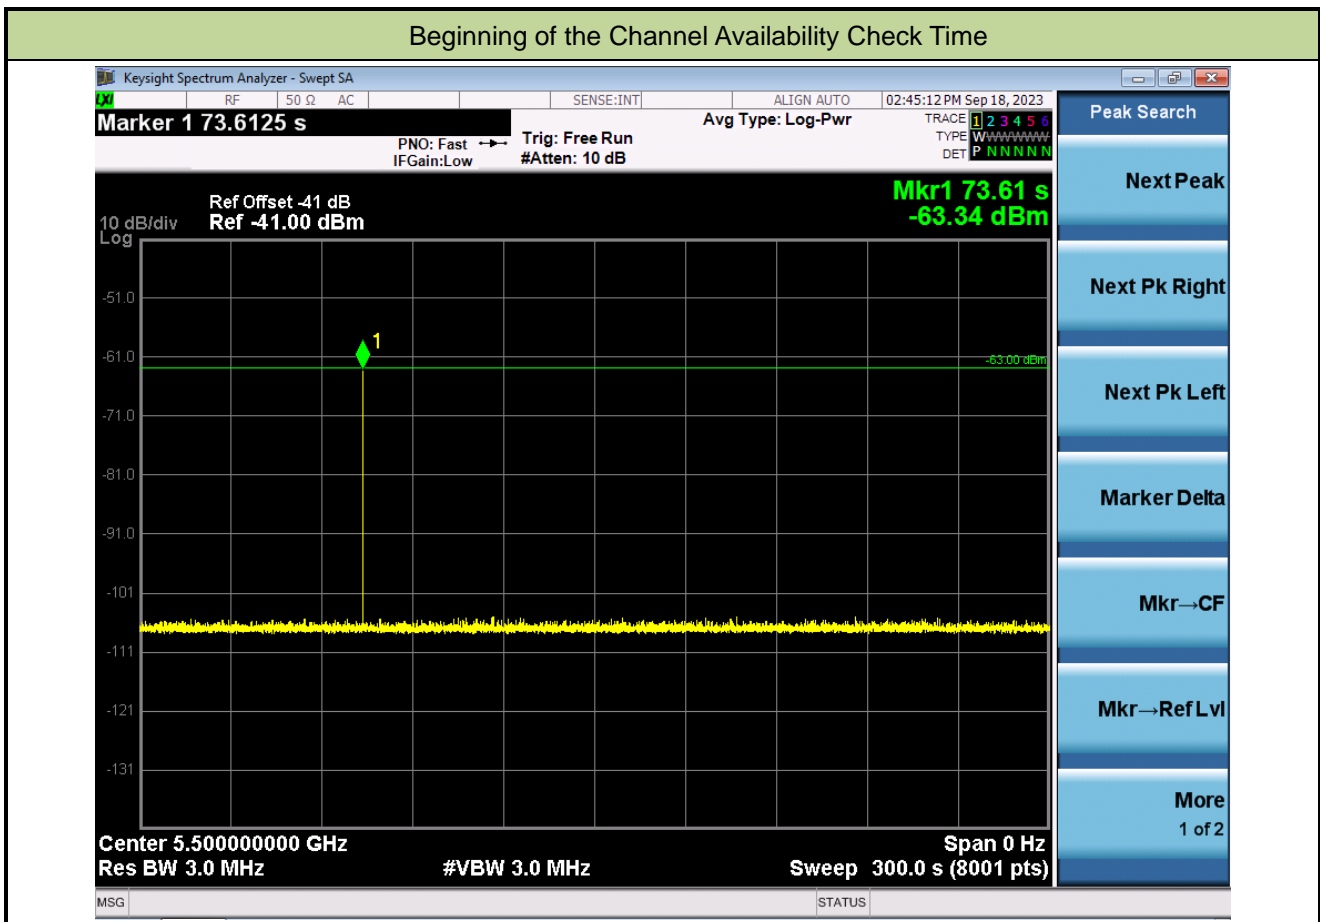 Beginning of the Channel Availability Check Time
Keysight Spectrum Analyzer - Swept SA
LXI RF 50 Ω AC SENSE:INT ALIGN AUTO 02:45:12 PM Sep 18, 2023
Marker 1 73.6125 s
PNO: Fast
IFGain:Low
Trig: Free Run
#Atten: 10 dB
Avg Type: Log-Pwr
TRACE 1 2 3 4 5 6
TYPE WWWWWW
DET P N N N N N
Peak Search
Mkr1 73.61 s
-63.34 dBm
Ref Offset -41 dB
10 dB/div Ref -41.00 dBm
Log
-51.0
1
-61.0
-63.00 dBm
-71.0
-81.0
-91.0
-101
-111
-121
-131
Center 5.500000000 GHz Span 0 Hz
Res BW 3.0 MHz #VBW 3.0 MHz Sweep 300.0 s (8001 pts)
Next Peak
Next Pk Right
Next Pk Left
Marker Delta
Mkr→CF
Mkr→Ref Lvl
More
1 of 2
MSG STATUS